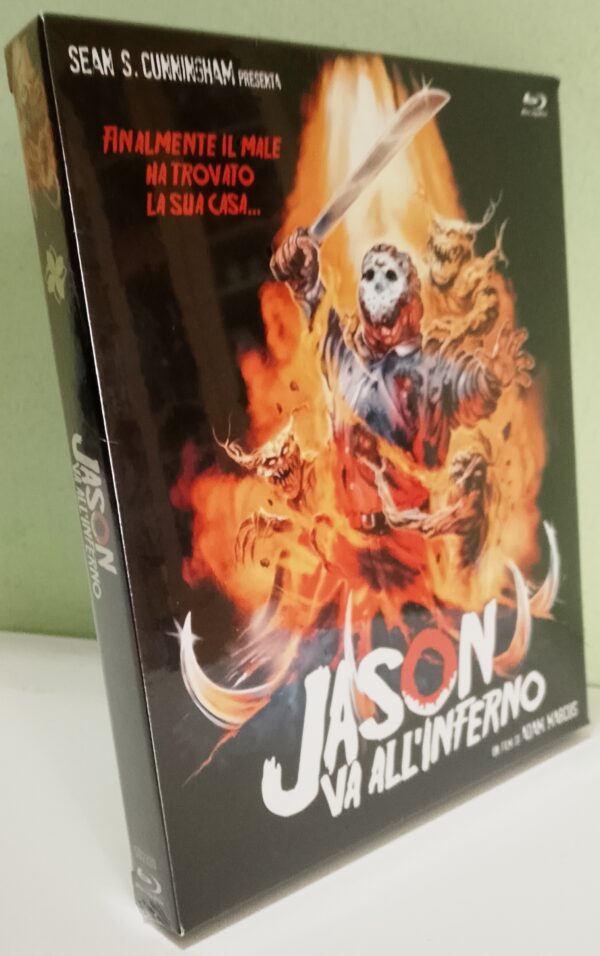 SEAN S. CUNNINGHAM PRESENTA
FINALMENTE IL MALE
HA TROVATO
LA SUA CASA...
JASON
VA ALL'INFERNO
UN FILM DI ADAM MARCUS
JASON
VA ALL'INFERNO